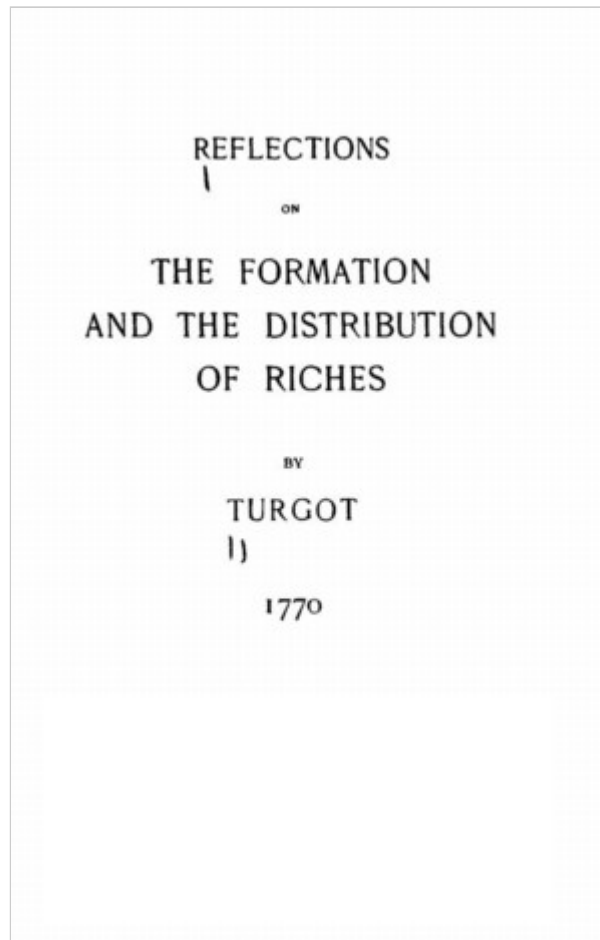 REFLECTIONS
ON
THE FORMATION
AND THE DISTRIBUTION
OF RICHES
BY
TURGOT
1770